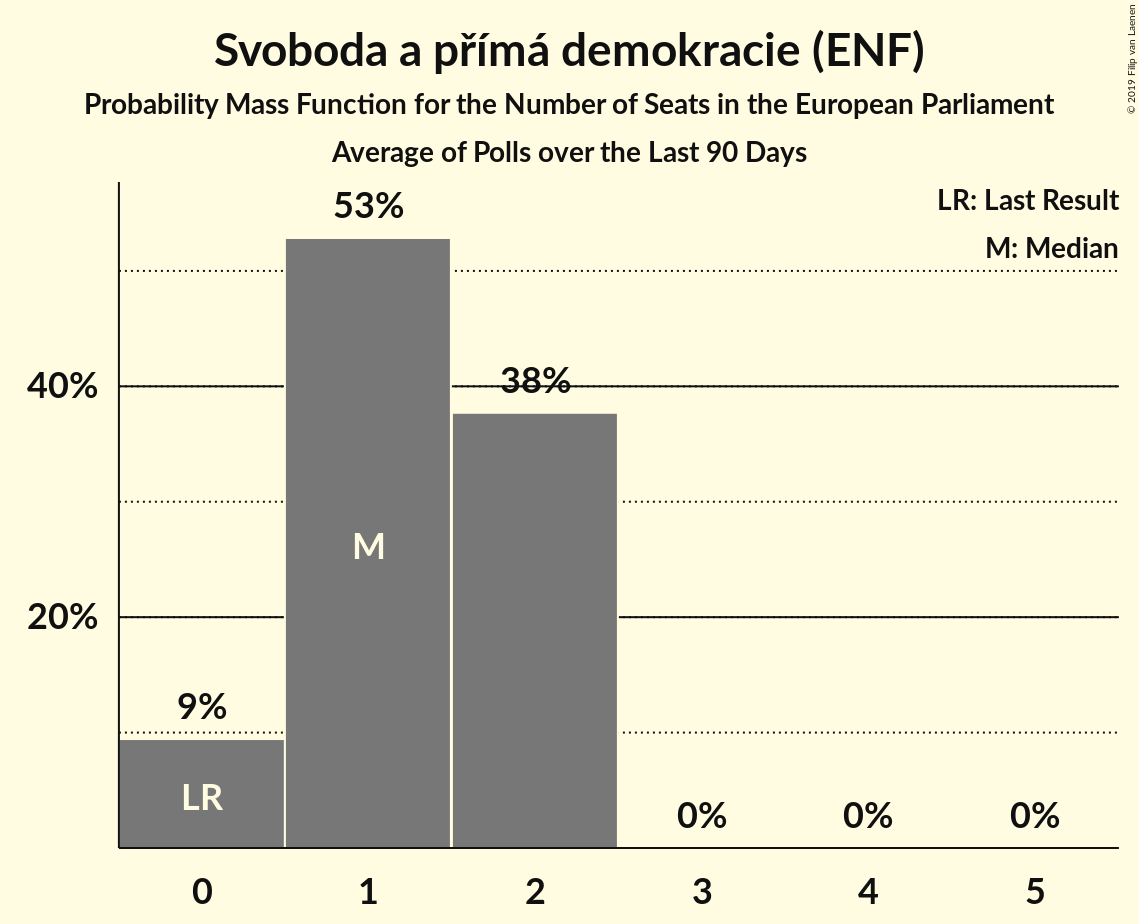 Svoboda a přímá demokracie (ENF)
Probability Mass Function for the Number of Seats in the European Parliament
Average of Polls over the Last 90 Days
© 2019 Filip van Laenen
LR: Last Result
M: Median
53%
40%
38%
M
20%
9%
LR
0%
0%
0%
0
1
2
3
4
5